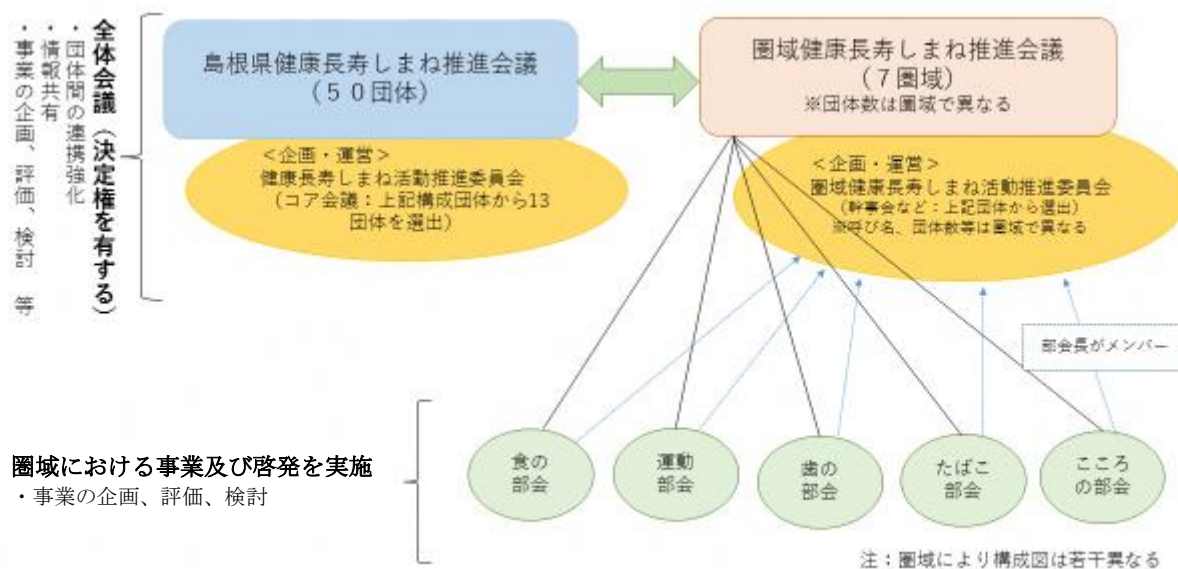 全体会議（決定権を有する）
・団体間の連携強化
・情報共有
・事業の企画、評価、検討　等
島根県健康長寿しまね推進会議
（５０団体）
＜企画・運営＞
健康長寿しまね活動推進委員会
（コア会議：上記構成団体から13
団体を選出）
圏域健康長寿しまね推進会議
（７圏域）
※団体数は圏域で異なる
＜企画・運営＞
圏域健康長寿しまね活動推進委員会
（幹事会など：上記団体から選出）
※呼び名、団体数等は圏域で異なる
部会長がメンバー
圏域における事業及び啓発を実施
・事業の企画、評価、検討
食の
部会
運動
部会
歯の
部会
たばこ
部会
こころ
の部会
注：圏域により構成図は若干異なる